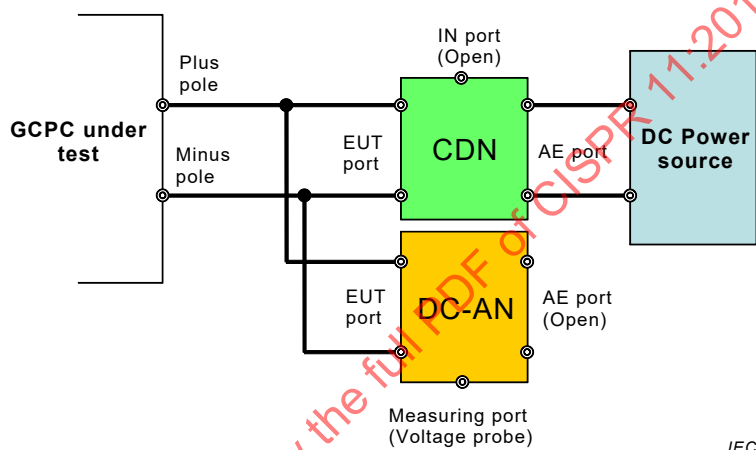 IN port
(Open)
Plus
pole
GCPC under
test
EUT
port
CDN
AE port
DC Power
source
Minus
pole
EUT
port
DC-AN
AE port
(Open)
Measuring port
(Voltage probe)
IEC
y the full PDF of CISPR 11:201